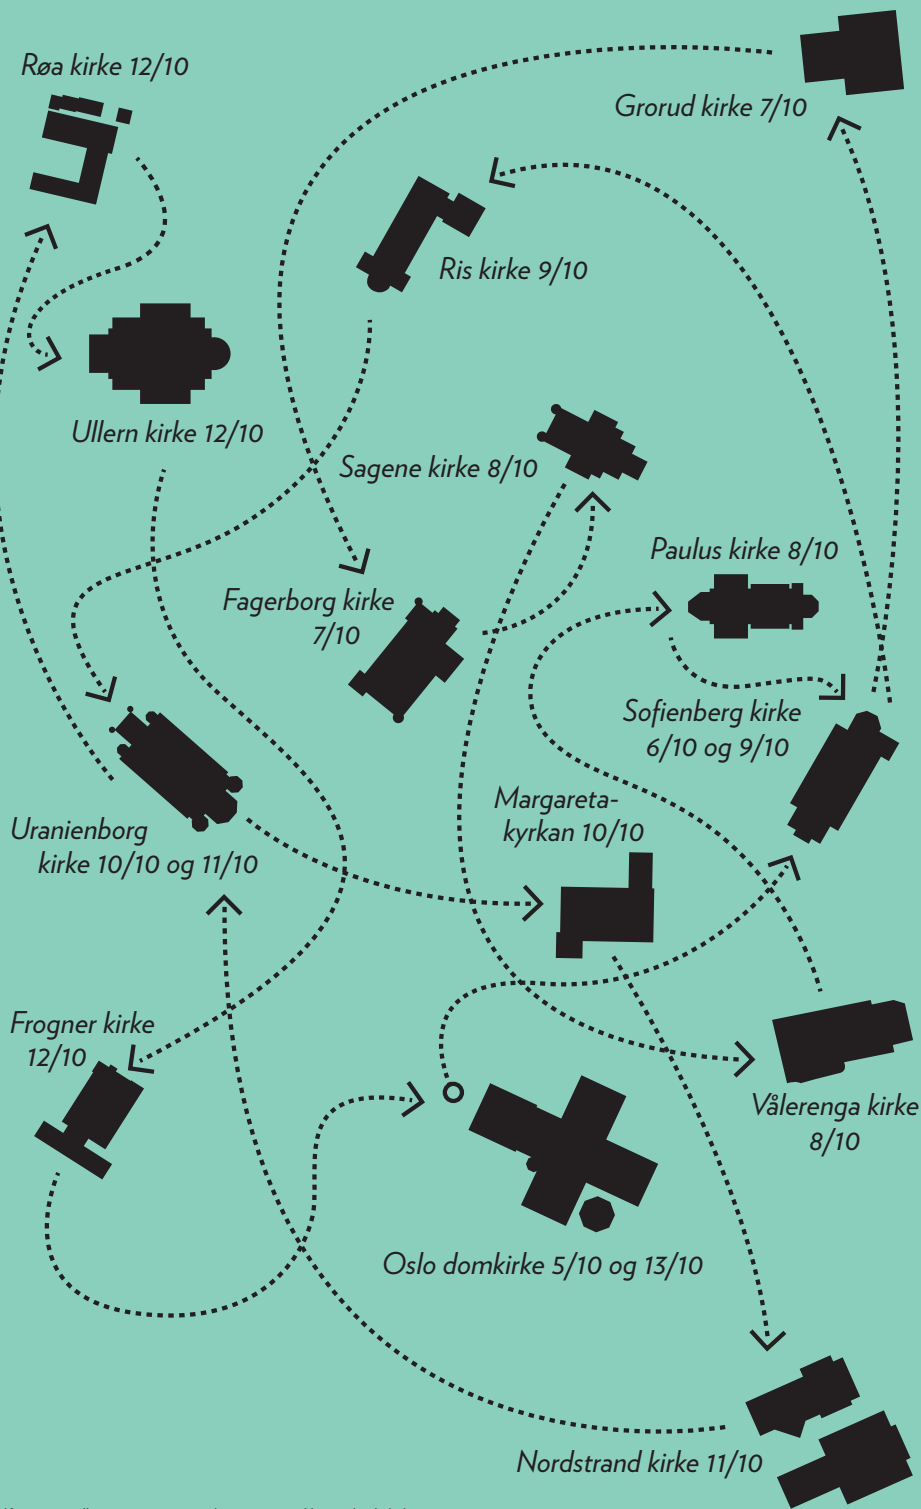 Røa kirke 12/10
Grorud kirke 7/10
Ris kirke 9/10
Ullern kirke 12/10
Sagene kirke 8/10
Paulus kirke 8/10
Fagerborg kirke
7/10
Sofienberg kirke
6/10 og 9/10
Margareta-
kyrkan 10/10
Uranienborg
kirke 10/10 og 11/10
Frogner kirke
12/10
Vålerenga kirke
8/10
Oslo domkirke 5/10 og 13/10
Nordstrand kirke 11/10